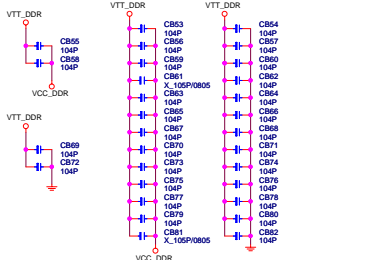 VTT_DDR
CB55
104P
CB58
104P
VCC_DDR
VTT_DDR
CB69
104P
CB72
104P
VTT_DDR
CB53
104P
CB56
104P
CB59
104P
CB61
X_105P/0805
CB63
104P
CB65
104P
CB67
104P
CB70
104P
CB73
104P
CB75
104P
CB77
104P
CB79
104P
CB81
X_105P/0805
VCC_DDR
VTT_DDR
CB54
104P
CB57
104P
CB60
104P
CB62
104P
CB64
104P
CB66
104P
CB68
104P
CB71
104P
CB74
104P
CB76
104P
CB78
104P
CB80
104P
CB82
104P